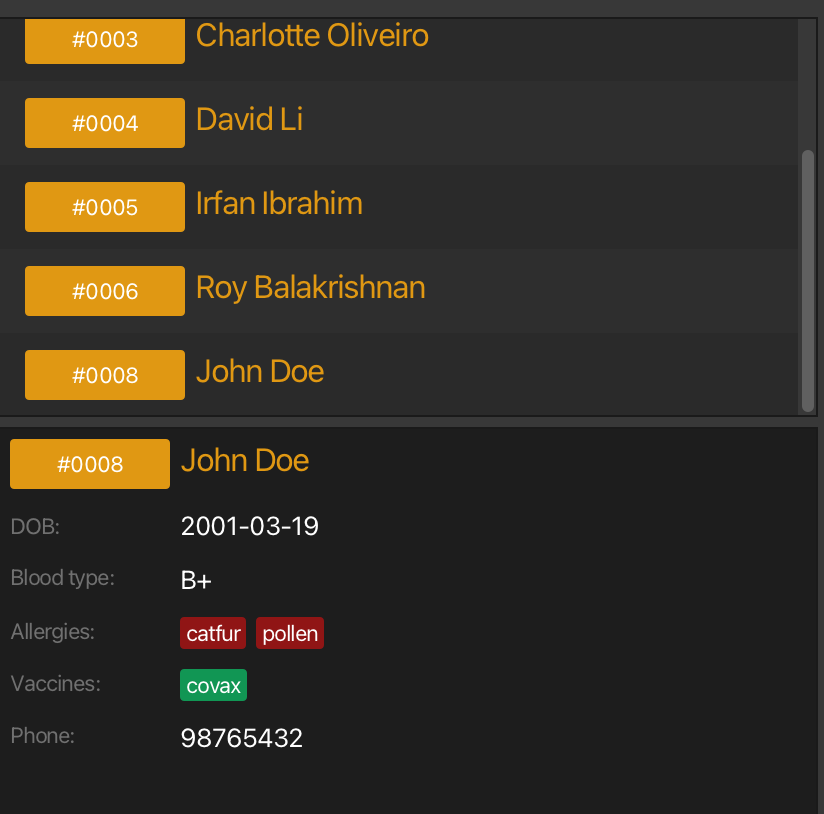 #0003 Charlotte Oliveiro
#0004 David Li
#0005 Irfan Ibrahim
#0006 Roy Balakrishnan
#0008 John Doe
#0008 John Doe
DOB: 2001-03-19
Blood type: B+
Allergies: catfur pollen
Vaccines: covax
Phone: 98765432